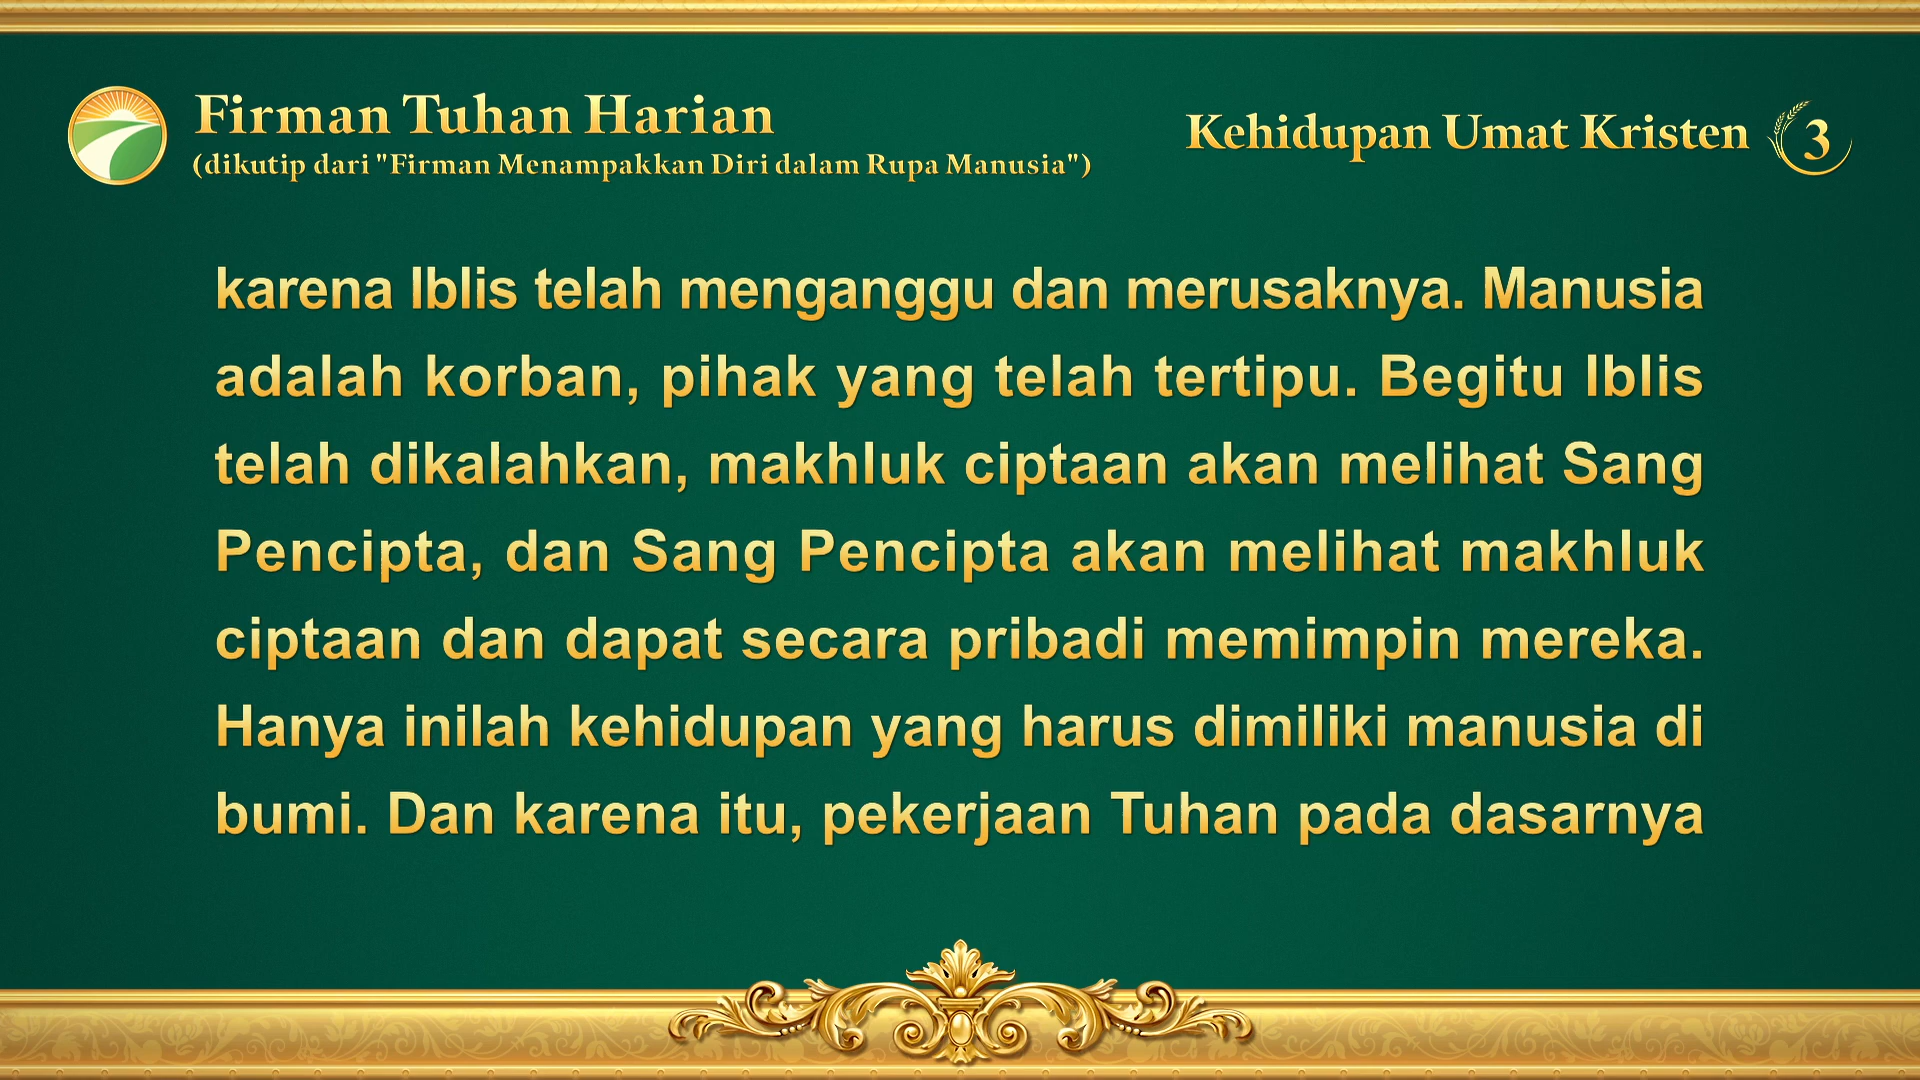 Firman Tuhan Harian
(dikutip dari "Firman Menampakkan Diri dalam Rupa Manusia")
Kehidupan Umat Kristen 3
karena Iblis telah menganggu dan merusaknya. Manusia
adalah korban, pihak yang telah tertipu. Begitu Iblis
telah dikalahkan, makhluk ciptaan akan melihat Sang
Pencipta, dan Sang Pencipta akan melihat makhluk
ciptaan dan dapat secara pribadi memimpin mereka.
Hanya inilah kehidupan yang harus dimiliki manusia di
bumi. Dan karena itu, pekerjaan Tuhan pada dasarnya